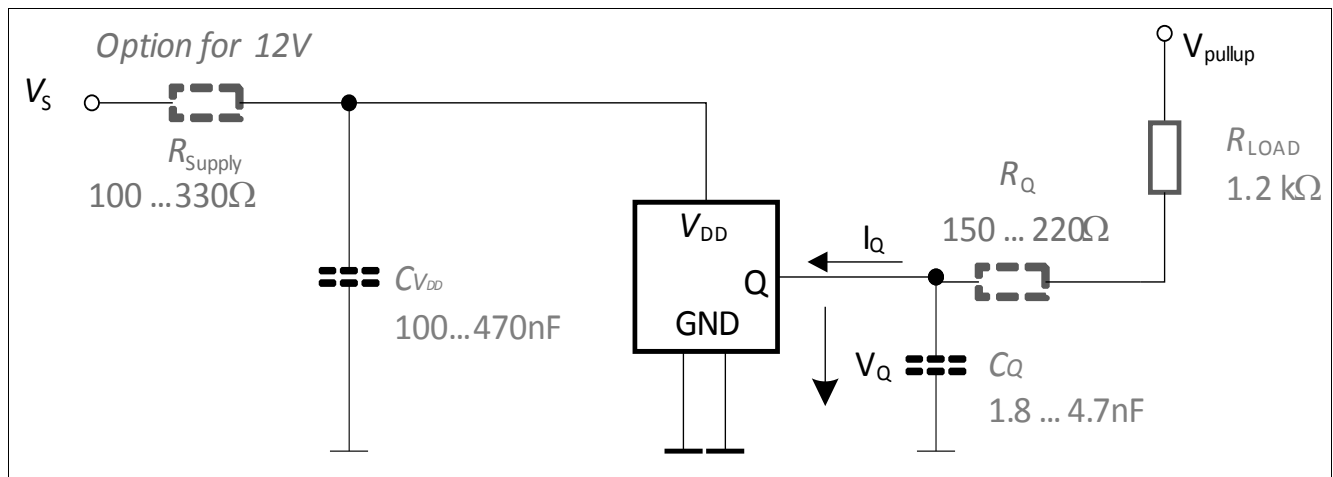 Option for 12V
VS
RSupply
100 ...330Ω
CVDD
100...470nF
VDD
Q
GND
IQ
VQ
CQ
1.8 ... 4.7nF
RQ
150 ... 220Ω
Vpullup
RLOAD
1.2 kΩ